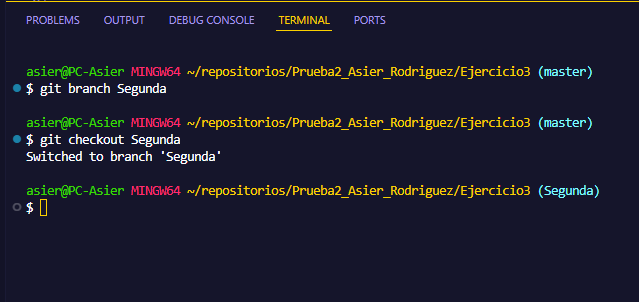 PROBLEMS OUTPUT DEBUG CONSOLE TERMINAL PORTS
asier@PC-Asier MINGW64 ~/repositorios/Prueba2_Asier_Rodriguez/Ejercicio3 (master)
$ git branch Segunda
asier@PC-Asier MINGW64 ~/repositorios/Prueba2_Asier_Rodriguez/Ejercicio3 (master)
$ git checkout Segunda
Switched to branch 'Segunda'
asier@PC-Asier MINGW64 ~/repositorios/Prueba2_Asier_Rodriguez/Ejercicio3 (Segunda)
$